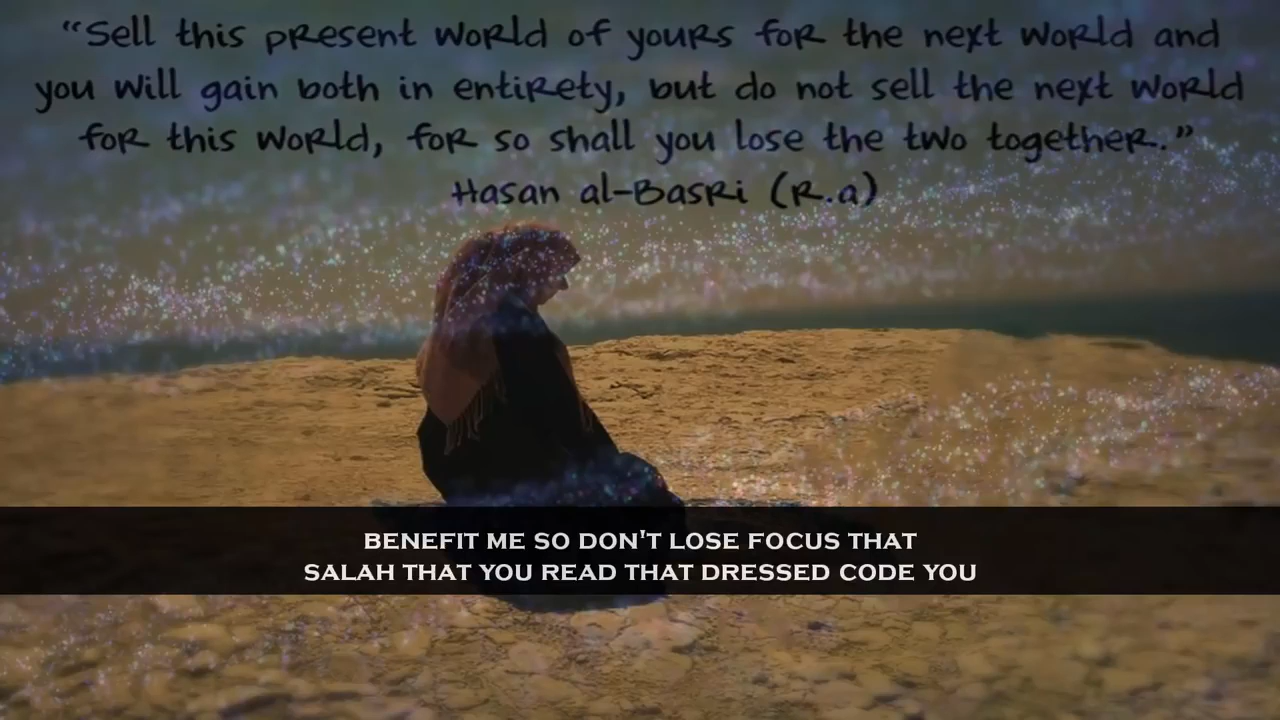 “Sell this present world of yours for the next world and
you will gain both in entirety, but do not sell the next world
for this world, for so shall you lose the two together.”
Hasan al-Basri (R.a)
BENEFIT ME SO DON'T LOSE FOCUS THAT
SALAH THAT YOU READ THAT DRESSED CODE YOU